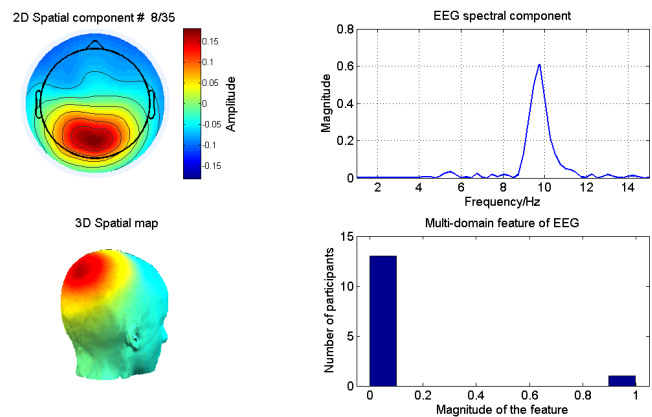 2D Spatial component # 8/35
0.15
0.1
0.05
0
0.05
0.1
0.15
Amplitude
EEG spectral component
0.8
0.6
0.4
0.2
0
Magnitude
2 4 6 8 10 12 14
Frequency/Hz
3D Spatial map
Multi-domain feature of EEG
15
10
5
0
Number of participants
0 0.2 0.4 0.6 0.8 1
Magnitude of the feature